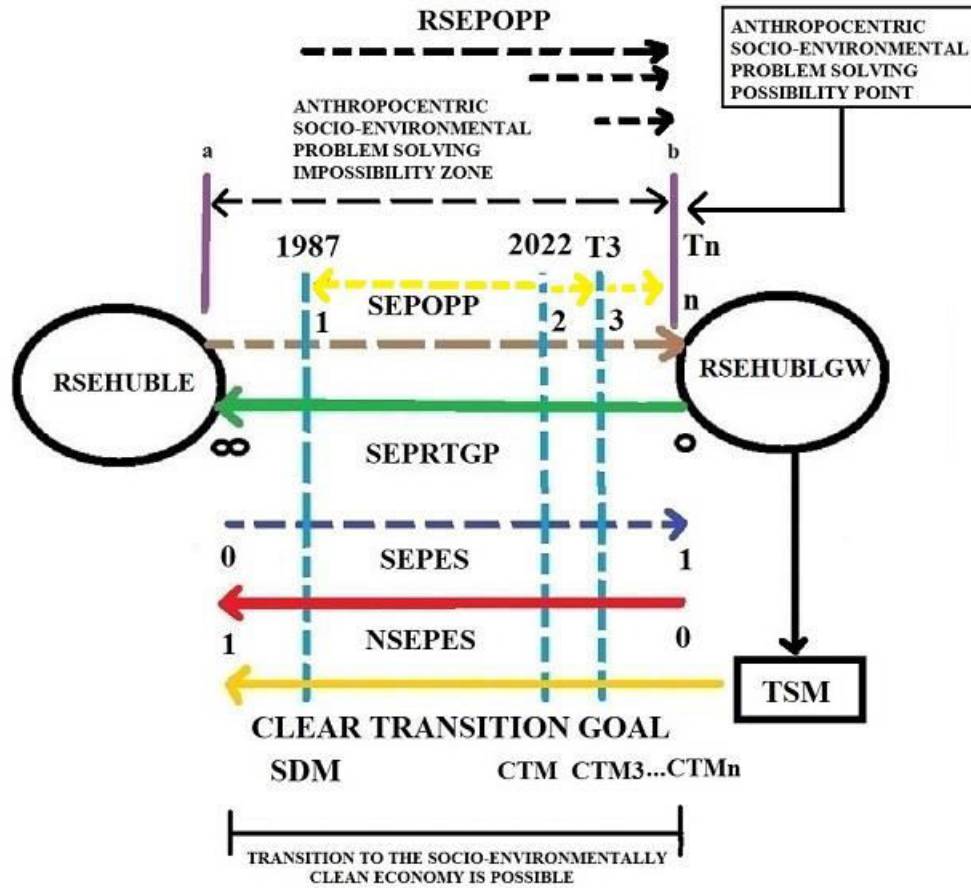 RSEPOPP
ANTHROPOCENTRIC
SOCIO-ENVIRONMENTAL
PROBLEM SOLVING
POSSIBILITY POINT
ANTHROPOCENTRIC
SOCIO-ENVIRONMENTAL
PROBLEM SOLVING
IMPOSSIBILITY ZONE
a
b
1987
2022
T3
Tn
SEPOPP
n
1
2
3
RSEHUBLE
RSEHUBLGW
∞
0
SEPRTGP
0
SEPES
1
1
NSEPES
0
TSM
CLEAR TRANSITION GOAL
SDM
CTM
CTM3...CTMn
TRANSITION TO THE SOCIO-ENVIRONMENTALLY
CLEAN ECONOMY IS POSSIBLE